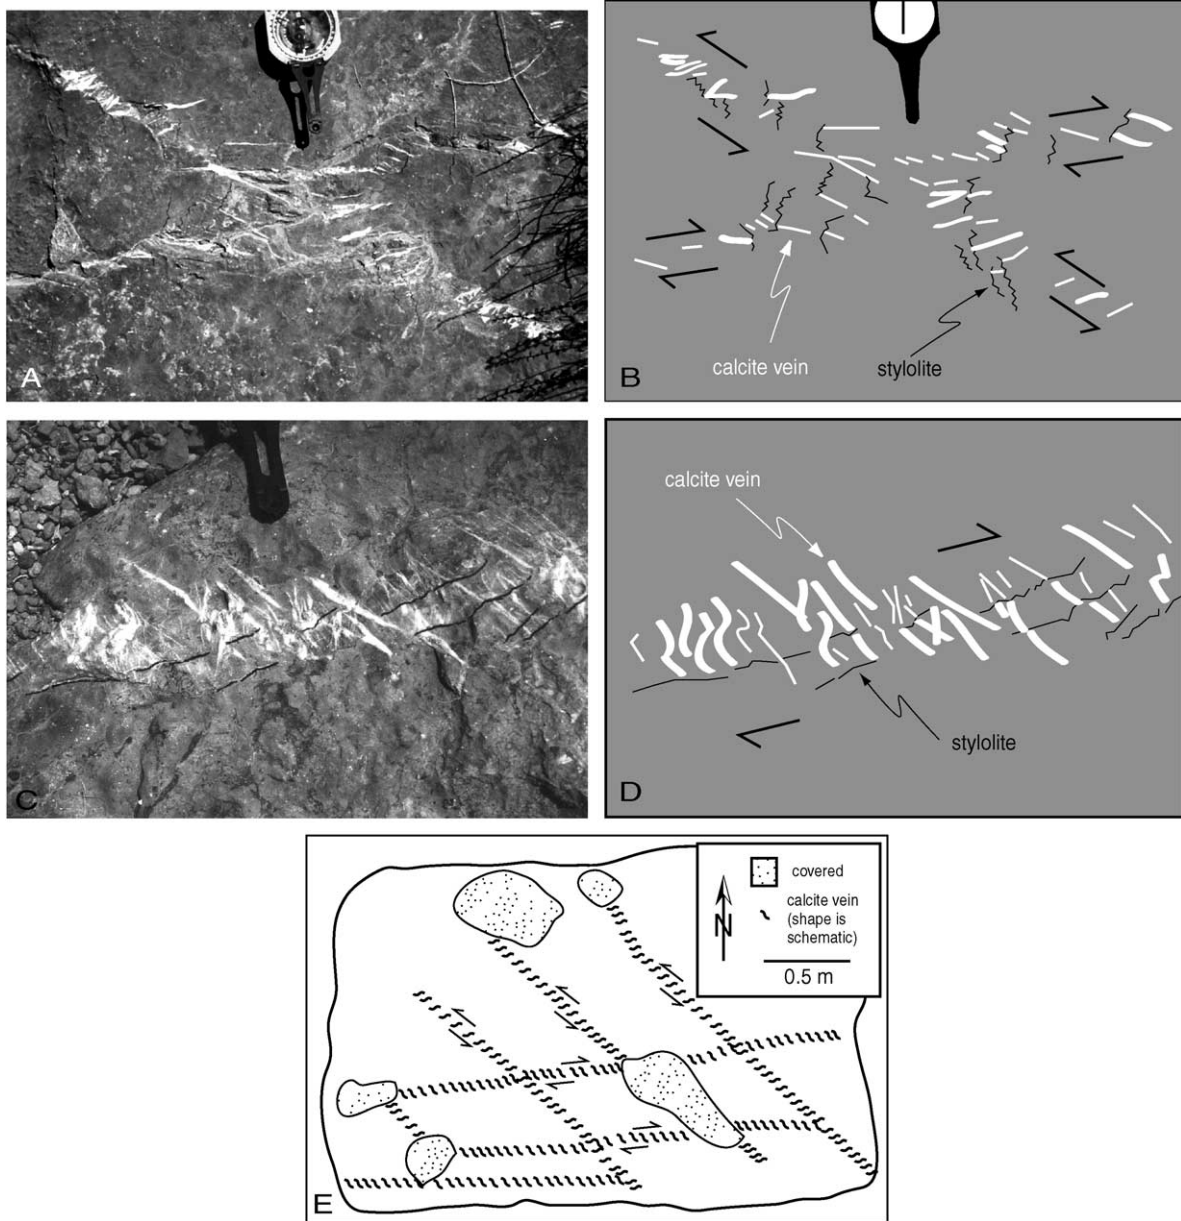 A
calcite vein
stylolite
B
calcite vein
stylolite
C
D
covered
calcite vein
(shape is
schematic)
N
0.5 m
E